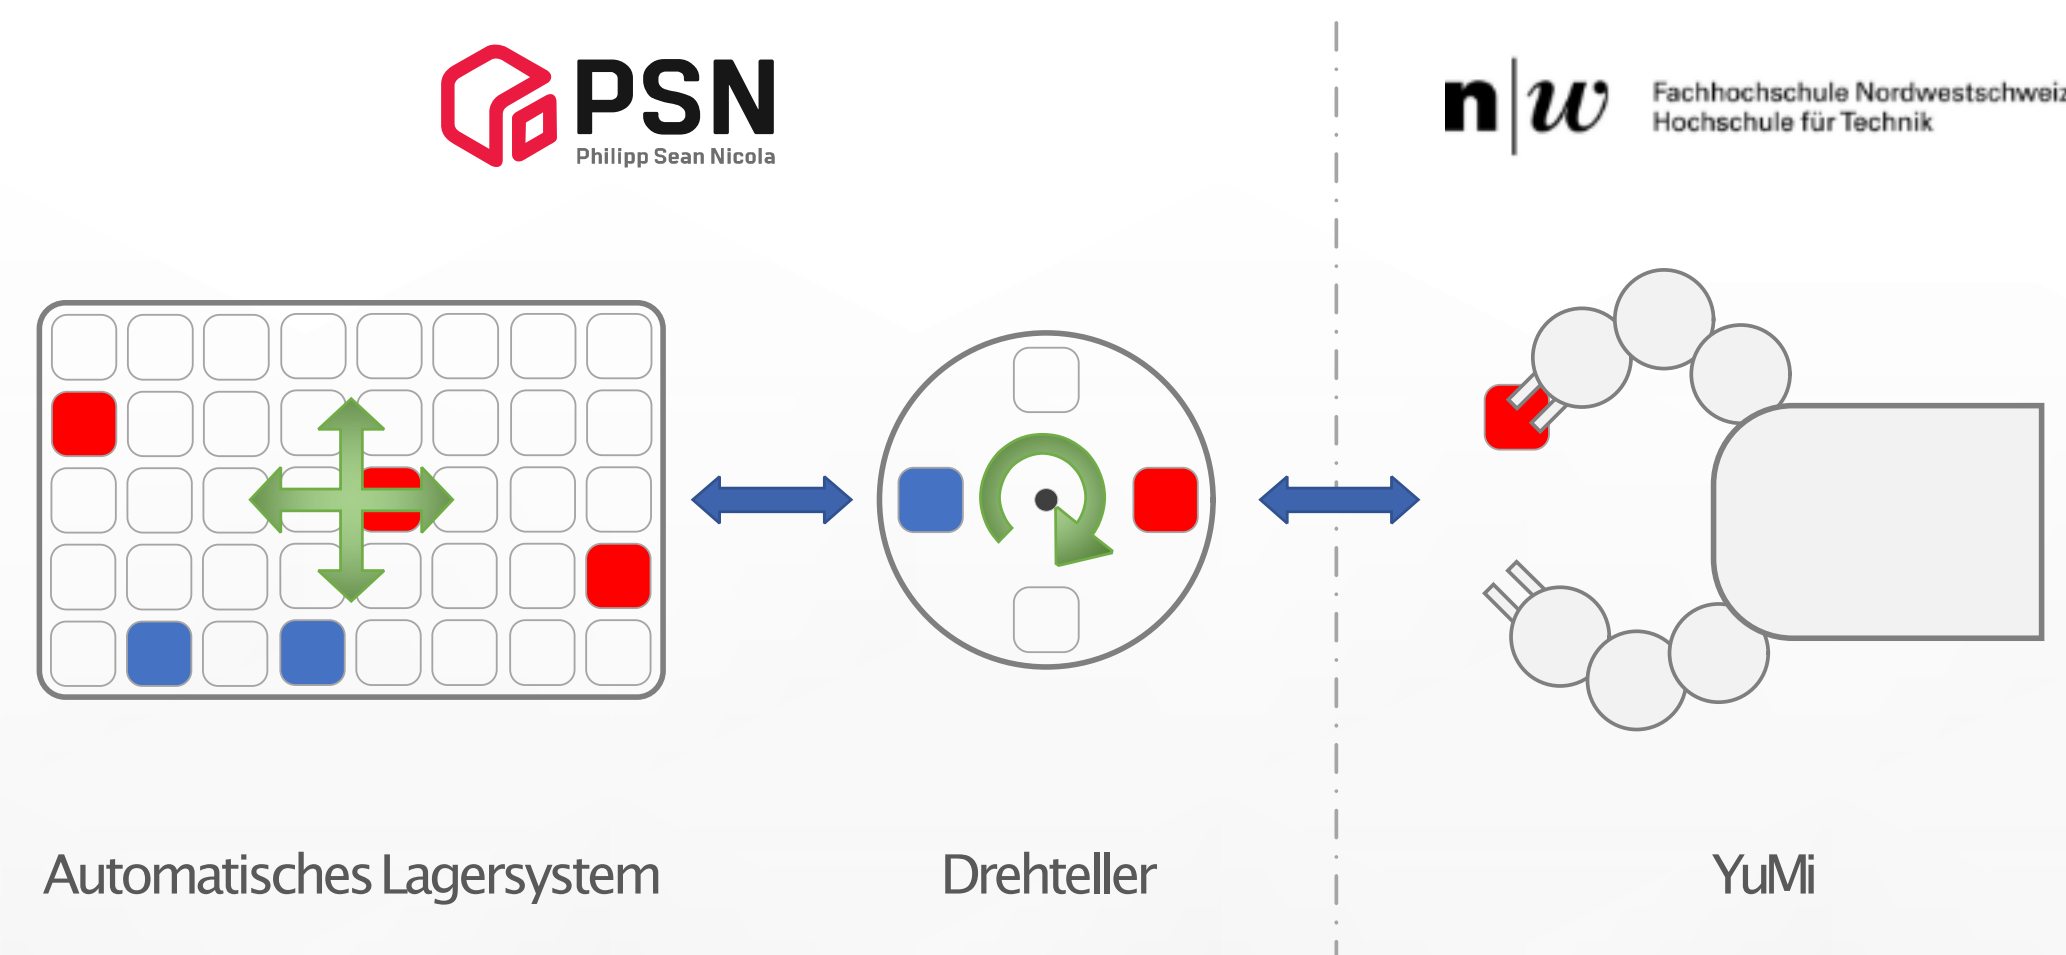 PSN
Philipp Sean Nicola
n|w
Fachhochschule Nordwestschweiz
Hochschule für Technik
Automatisches Lagersystem
Drehteller
YuMi